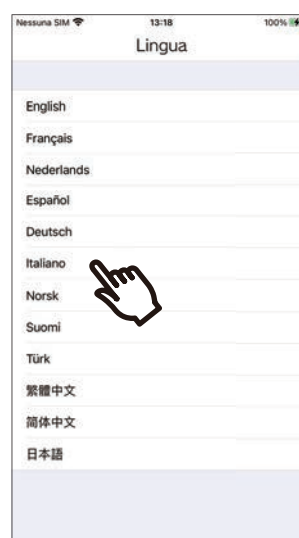 Nessuna SIM 13:18 100%
Lingua
English
Français
Nederlands
Español
Deutsch
Italiano
Norsk
Suomi
Türk
繁體中文
简体中文
日本語